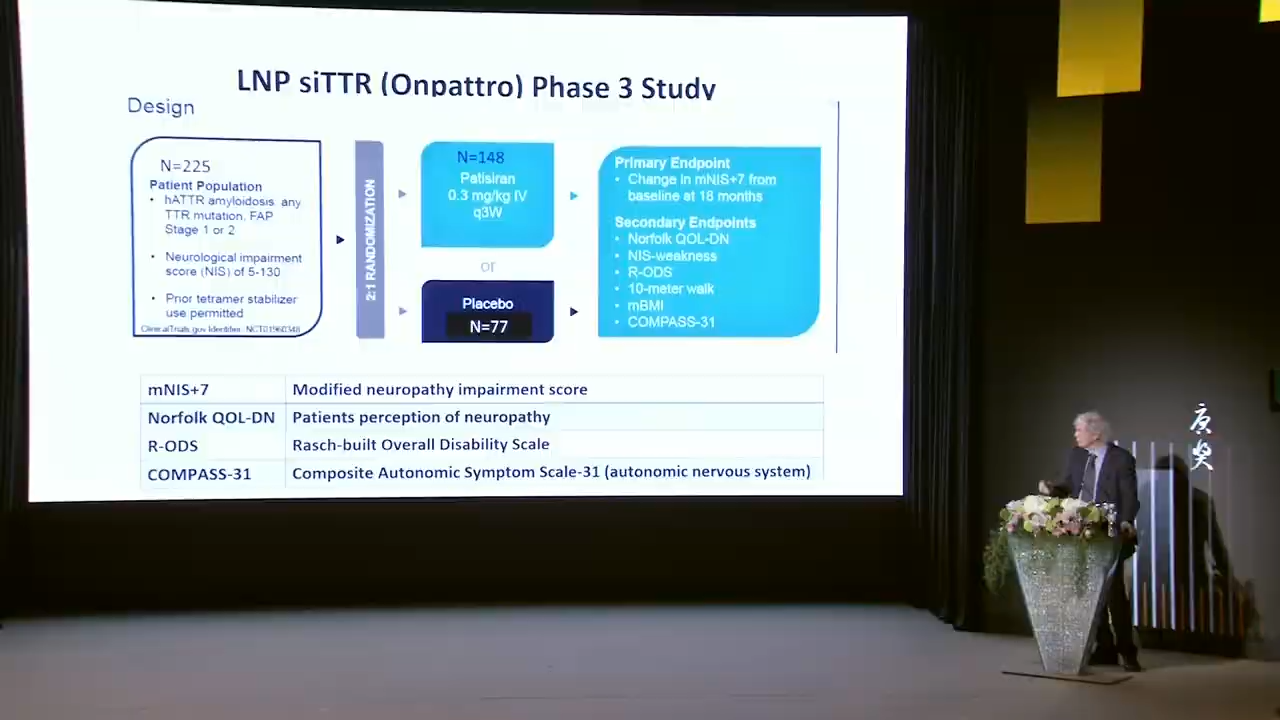 LNP siTTR (Onpattro) Phase 3 Study
Design
N=225
Patient Population
• hATTR amyloidosis, any
TTR mutation, FAP
Stage 1 or 2
• Neurological impairment
score (NIS) of 5-130
• Prior tetramer stabilizer
use permitted
ClinicalTrials.gov Identifier: NCT01960348
2:1 RANDOMIZATION
N=148
Patisiran
0.3 mg/kg IV
q3W
or
Placebo
N=77
Primary Endpoint
• Change in mNIS+7 from
baseline at 18 months
Secondary Endpoints
• Norfolk QOL-DN
• NIS-weakness
• R-ODS
• 10-meter walk
• mBMI
• COMPASS-31
mNIS+7 Modified neuropathy impairment score
Norfolk QOL-DN Patients perception of neuropathy
R-ODS Rasch-built Overall Disability Scale
COMPASS-31 Composite Autonomic Symptom Scale-31 (autonomic nervous system)